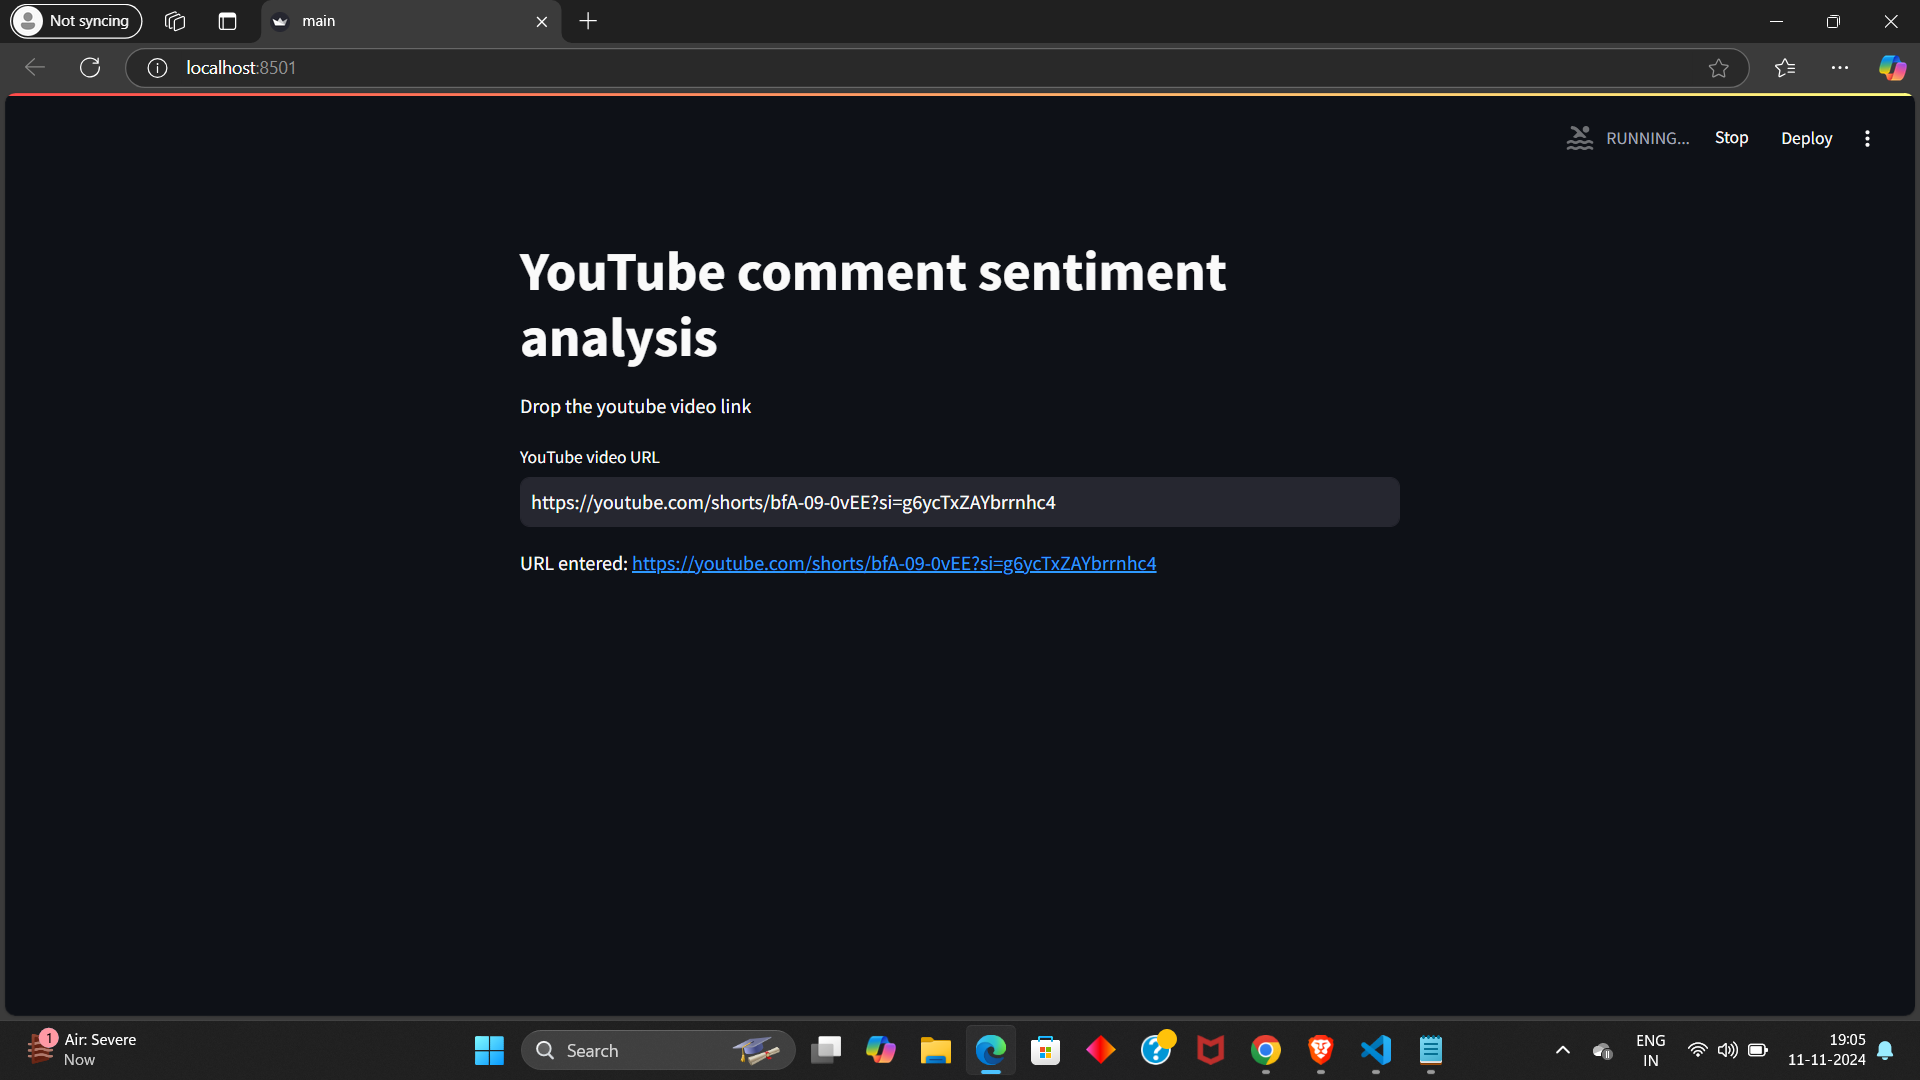 Not syncing
main
localhost:8501
RUNNING...
Stop
Deploy
YouTube comment sentiment
analysis
Drop the youtube video link
YouTube video URL
https://youtube.com/shorts/bfA-09-0vEE?si=g6ycTxZAYbrrnhc4
URL entered: https://youtube.com/shorts/bfA-09-0vEE?si=g6ycTxZAYbrrnhc4
1
Air: Severe
Now
Search
ENG
IN
19:05
11-11-2024